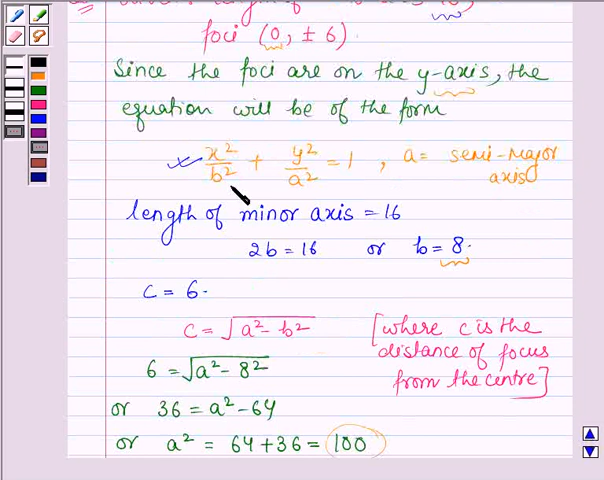 foci (0, ± 6).
Since the foci are on the y-axis, the
equation will be of the form
x²/b² + y²/a² = 1 , a = semi-major
axis
length of minor axis = 16
2b = 16 or b = 8.
c = 6.
c = √a² - b² [where c is the
distance of focus
6 = √a² - 8² from the centre]
or 36 = a² - 64
or a² = 64 + 36 = 100